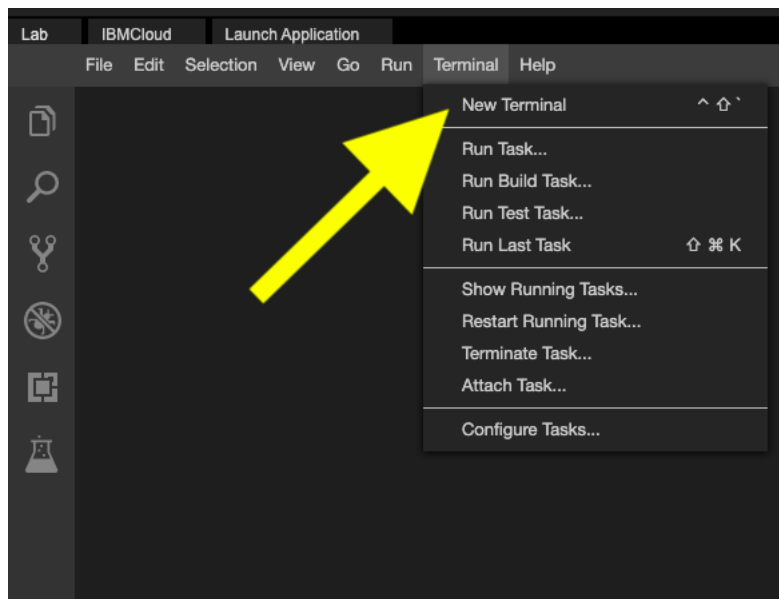 Lab IBMCloud Launch Application
File Edit Selection View Go Run Terminal Help
New Terminal ^ ⇧ `
Run Task...
Run Build Task...
Run Test Task...
Run Last Task ⇧ ⌘ K
Show Running Tasks...
Restart Running Task...
Terminate Task...
Attach Task...
Configure Tasks...